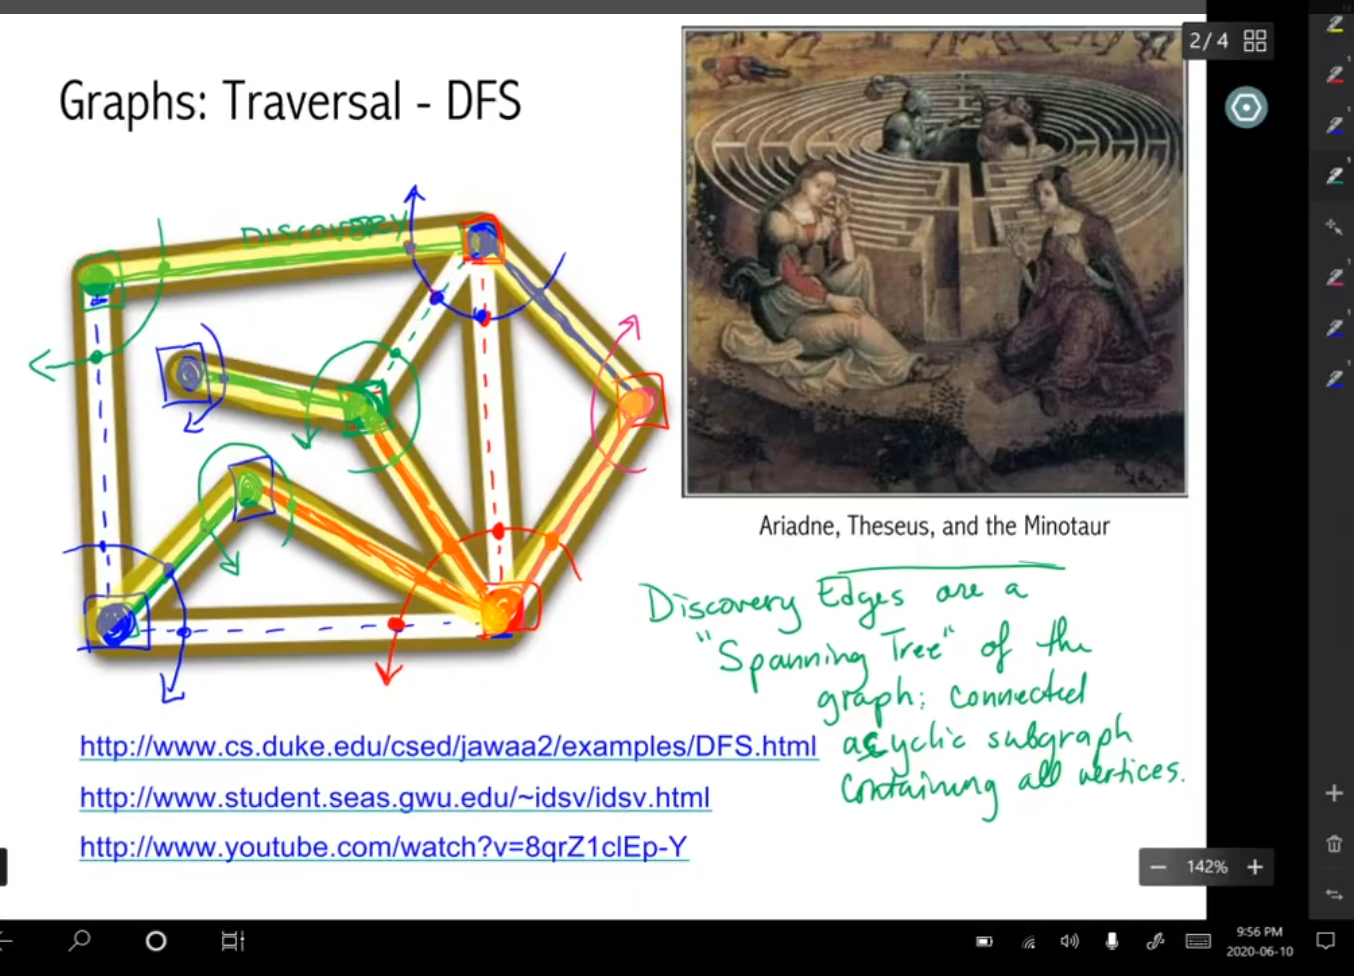 2 / 4
Graphs: Traversal - DFS
DISCOVERY
Ariadne, Theseus, and the Minotaur
Discovery Edges are a
"Spanning Tree" of the
graph: connected
acyclic subgraph
containing all vertices.
http://www.cs.duke.edu/csed/jawaa2/examples/DFS.html
http://www.student.seas.gwu.edu/~idsv/idsv.html
http://www.youtube.com/watch?v=8qrZ1clEp-Y
142%
9:56 PM
2020-06-10